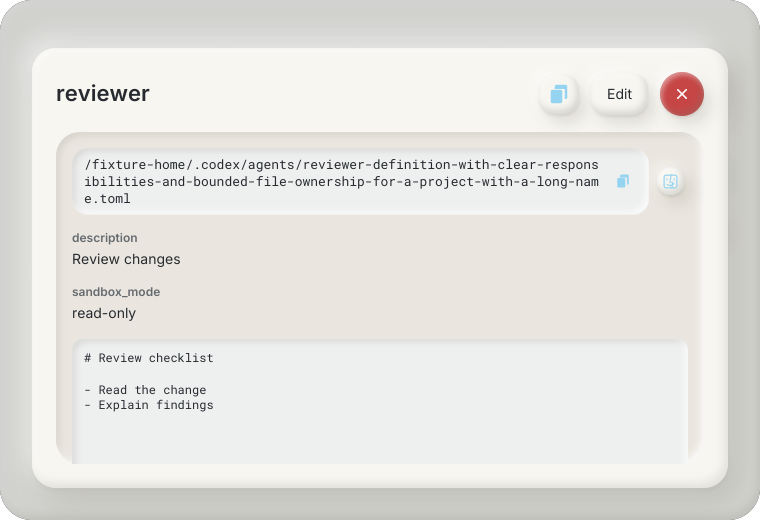 reviewer
Edit
/fixture-home/.codex/agents/reviewer-definition-with-clear-respons
ibilities-and-bounded-file-ownership-for-a-project-with-a-long-nam
e.toml
description
Review changes
sandbox_mode
read-only
# Review checklist
- Read the change
- Explain findings